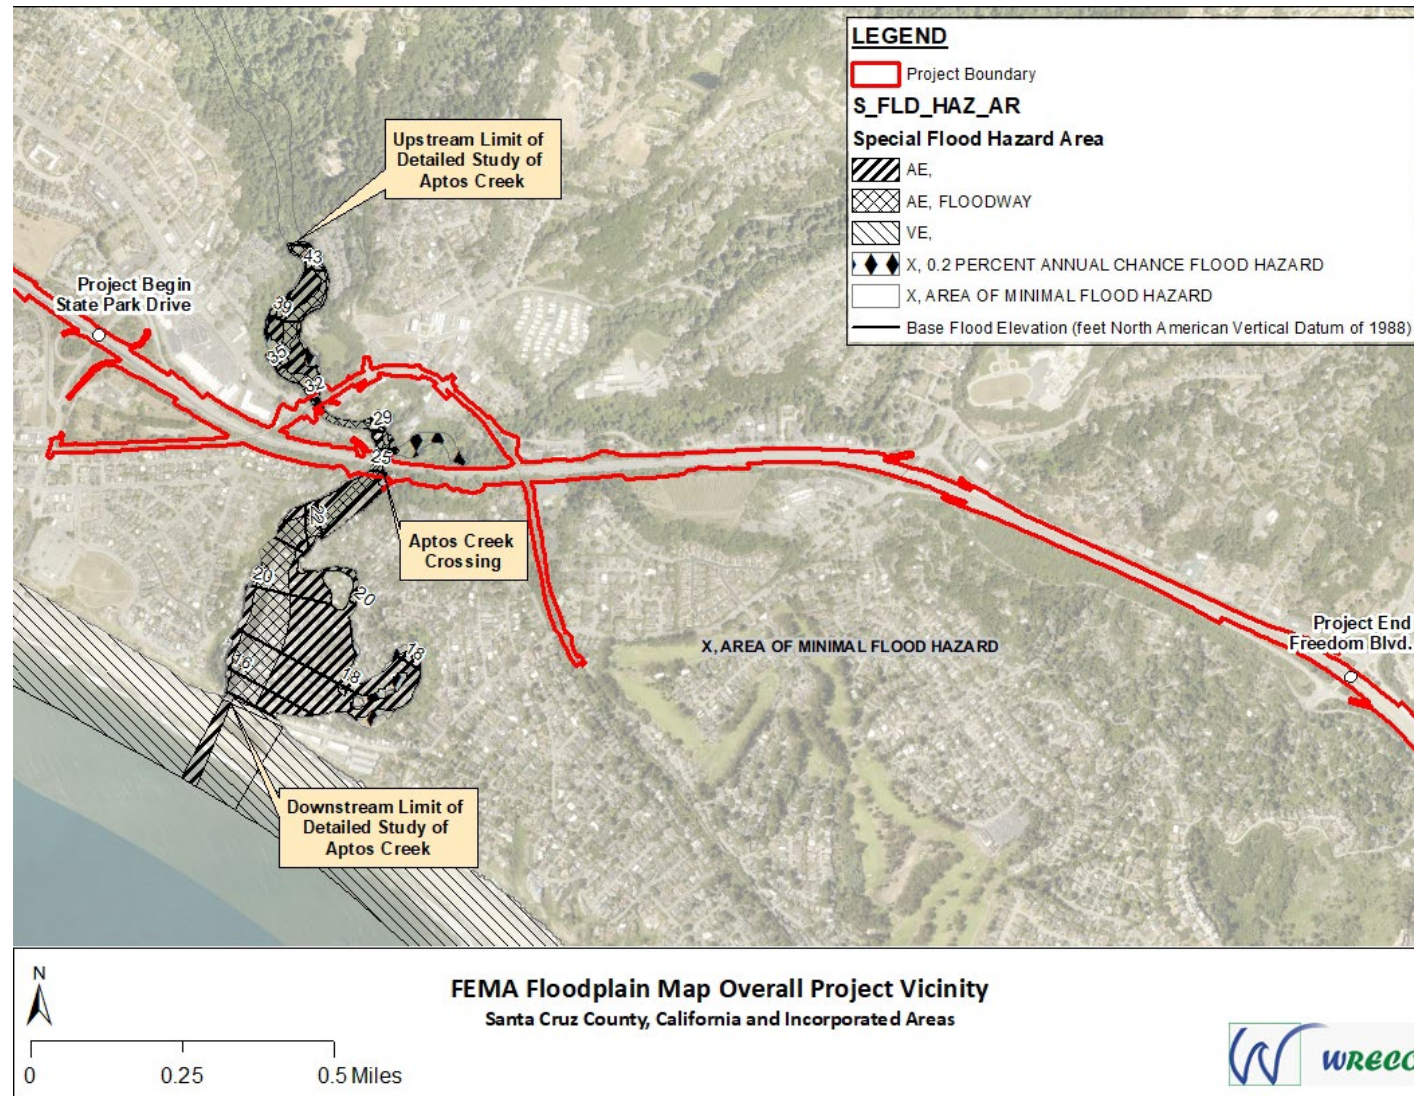 LEGEND
Project Boundary
S_FLD_HAZ_AR
Special Flood Hazard Area
AE,
AE, FLOODWAY
VE,
X, 0.2 PERCENT ANNUAL CHANCE FLOOD HAZARD
X, AREA OF MINIMAL FLOOD HAZARD
Base Flood Elevation (feet North American Vertical Datum of 1988)
Upstream Limit of
Detailed Study of
Aptos Creek
43
Project Begin
State Park Drive
39
35
32
29
25
22
Aptos Creek
Crossing
20
20
18
16
18
X, AREA OF MINIMAL FLOOD HAZARD
Project End
Freedom Blvd.
Downstream Limit of
Detailed Study of
Aptos Creek
N
FEMA Floodplain Map Overall Project Vicinity
Santa Cruz County, California and Incorporated Areas
0 0.25 0.5 Miles
WRECO